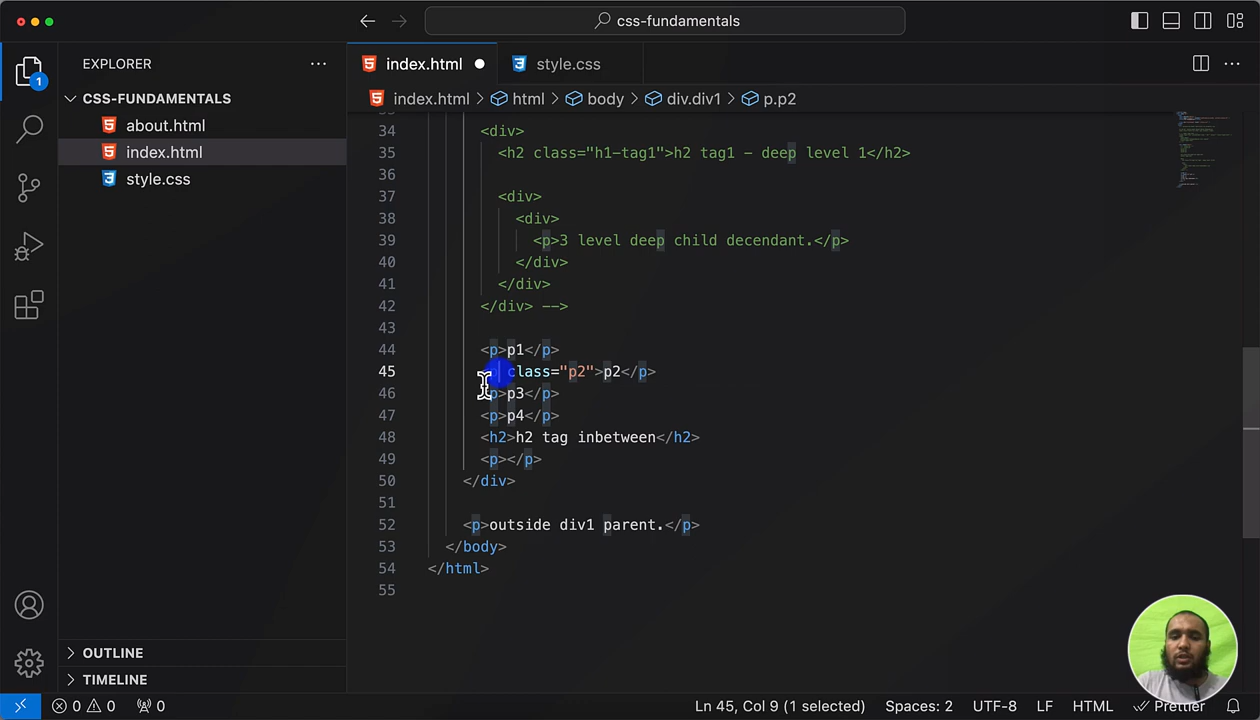 css-fundamentals
EXPLORER
CSS-FUNDAMENTALS
about.html
index.html
style.css
OUTLINE
TIMELINE
1
index.html
style.css
index.html > html > body > div.div1 > p.p2
34 <div>
35 <h2 class="h1-tag1">h2 tag1 - deep level 1</h2>
36
37 <div>
38 <div>
39 <p>3 level deep child decendant.</p>
40 </div>
41 </div>
42 </div> -->
43
44 <p>p1</p>
45 <p class="p2">p2</p>
46 <p>p3</p>
47 <p>p4</p>
48 <h2>h2 tag inbetween</h2>
49 <p></p>
50 </div>
51
52 <p>outside div1 parent.</p>
53 </body>
54 </html>
55
0 0 0 Ln 45, Col 9 (1 selected) Spaces: 2 UTF-8 LF HTML Prettier